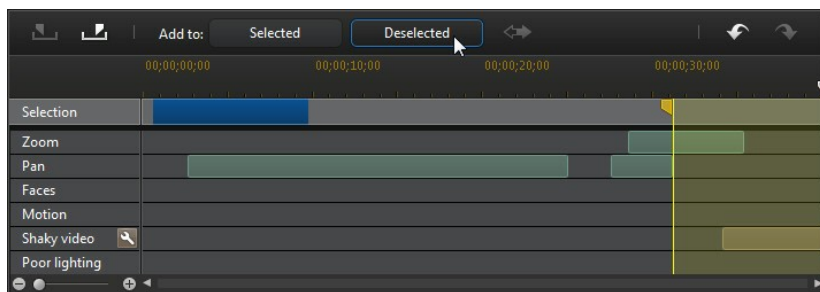 Add to: Selected Deselected
00;00;00;00 00;00;10;00 00;00;20;00 00;00;30;00
Selection
Zoom
Pan
Faces
Motion
Shaky video
Poor lighting